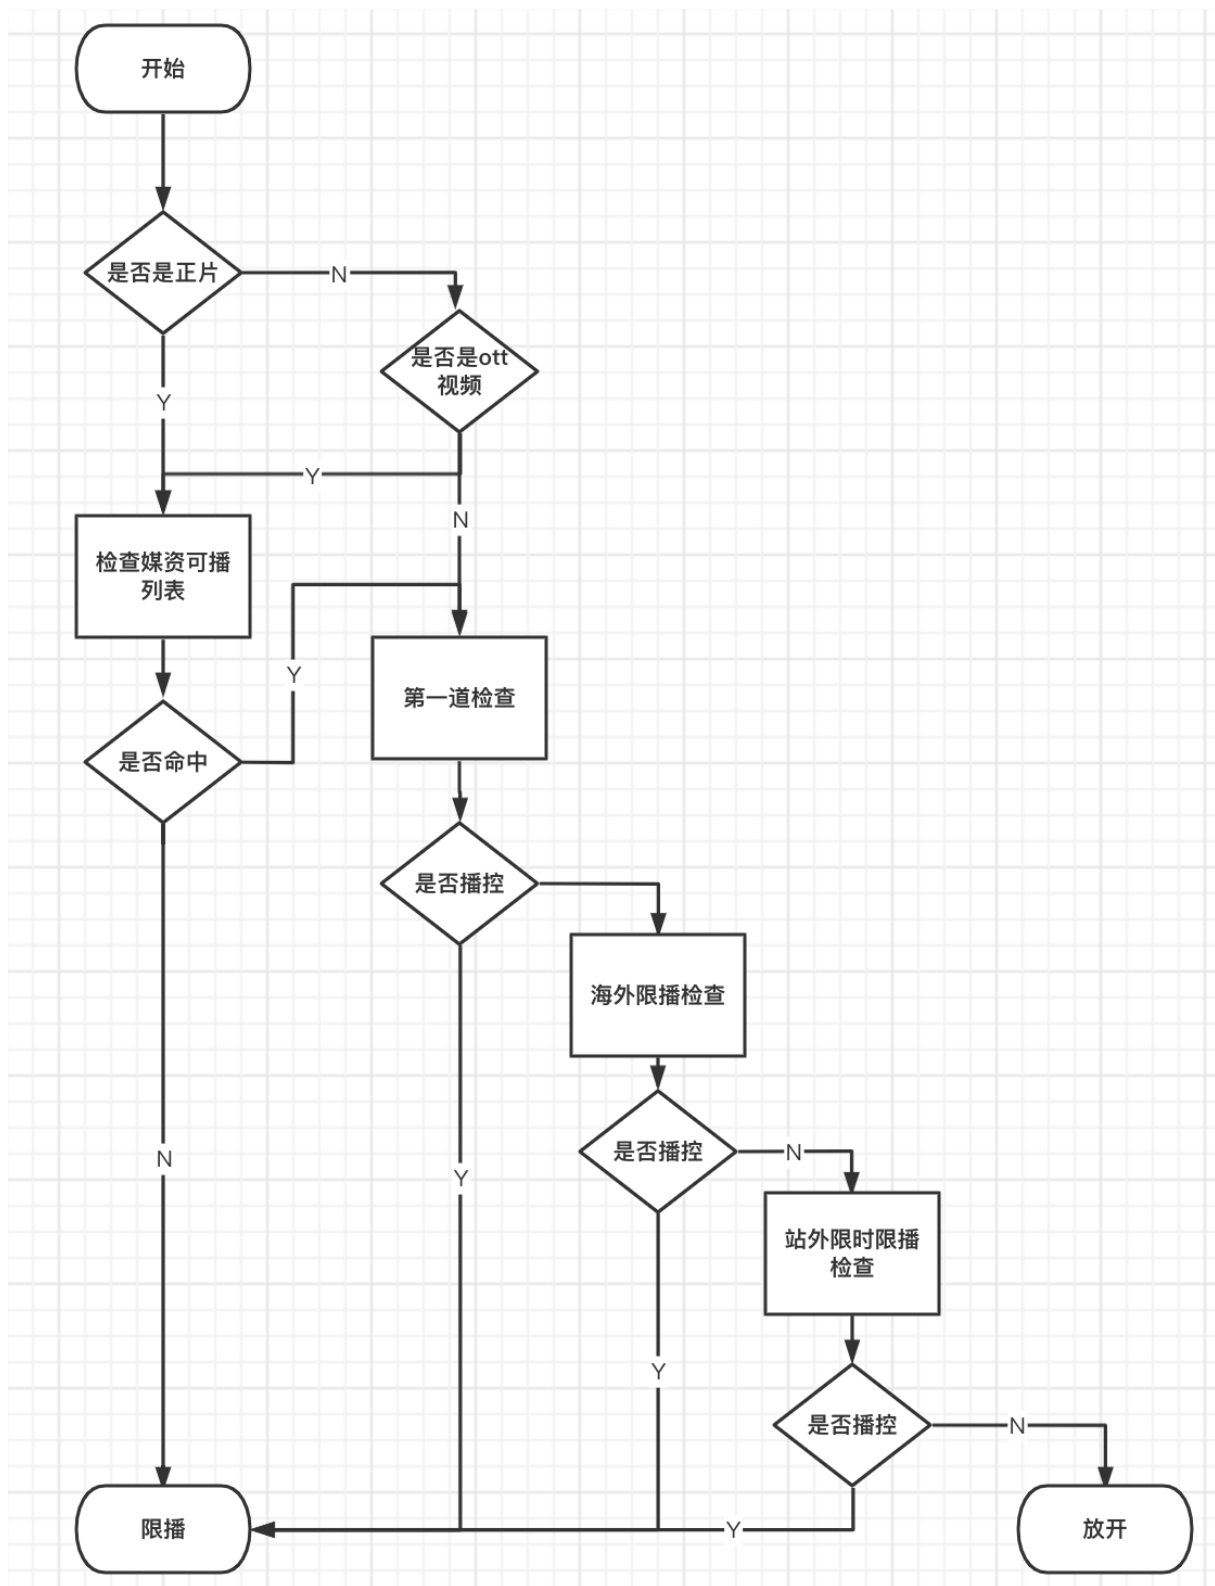 开始
是否是正片
N
是否是ott
视频
Y
Y
N
检查媒资可播
列表
Y
第一道检查
是否命中
是否播控
海外限播检查
是否播控
N
N
Y
站外限时限播
检查
Y
是否播控
N
限播
Y
放开